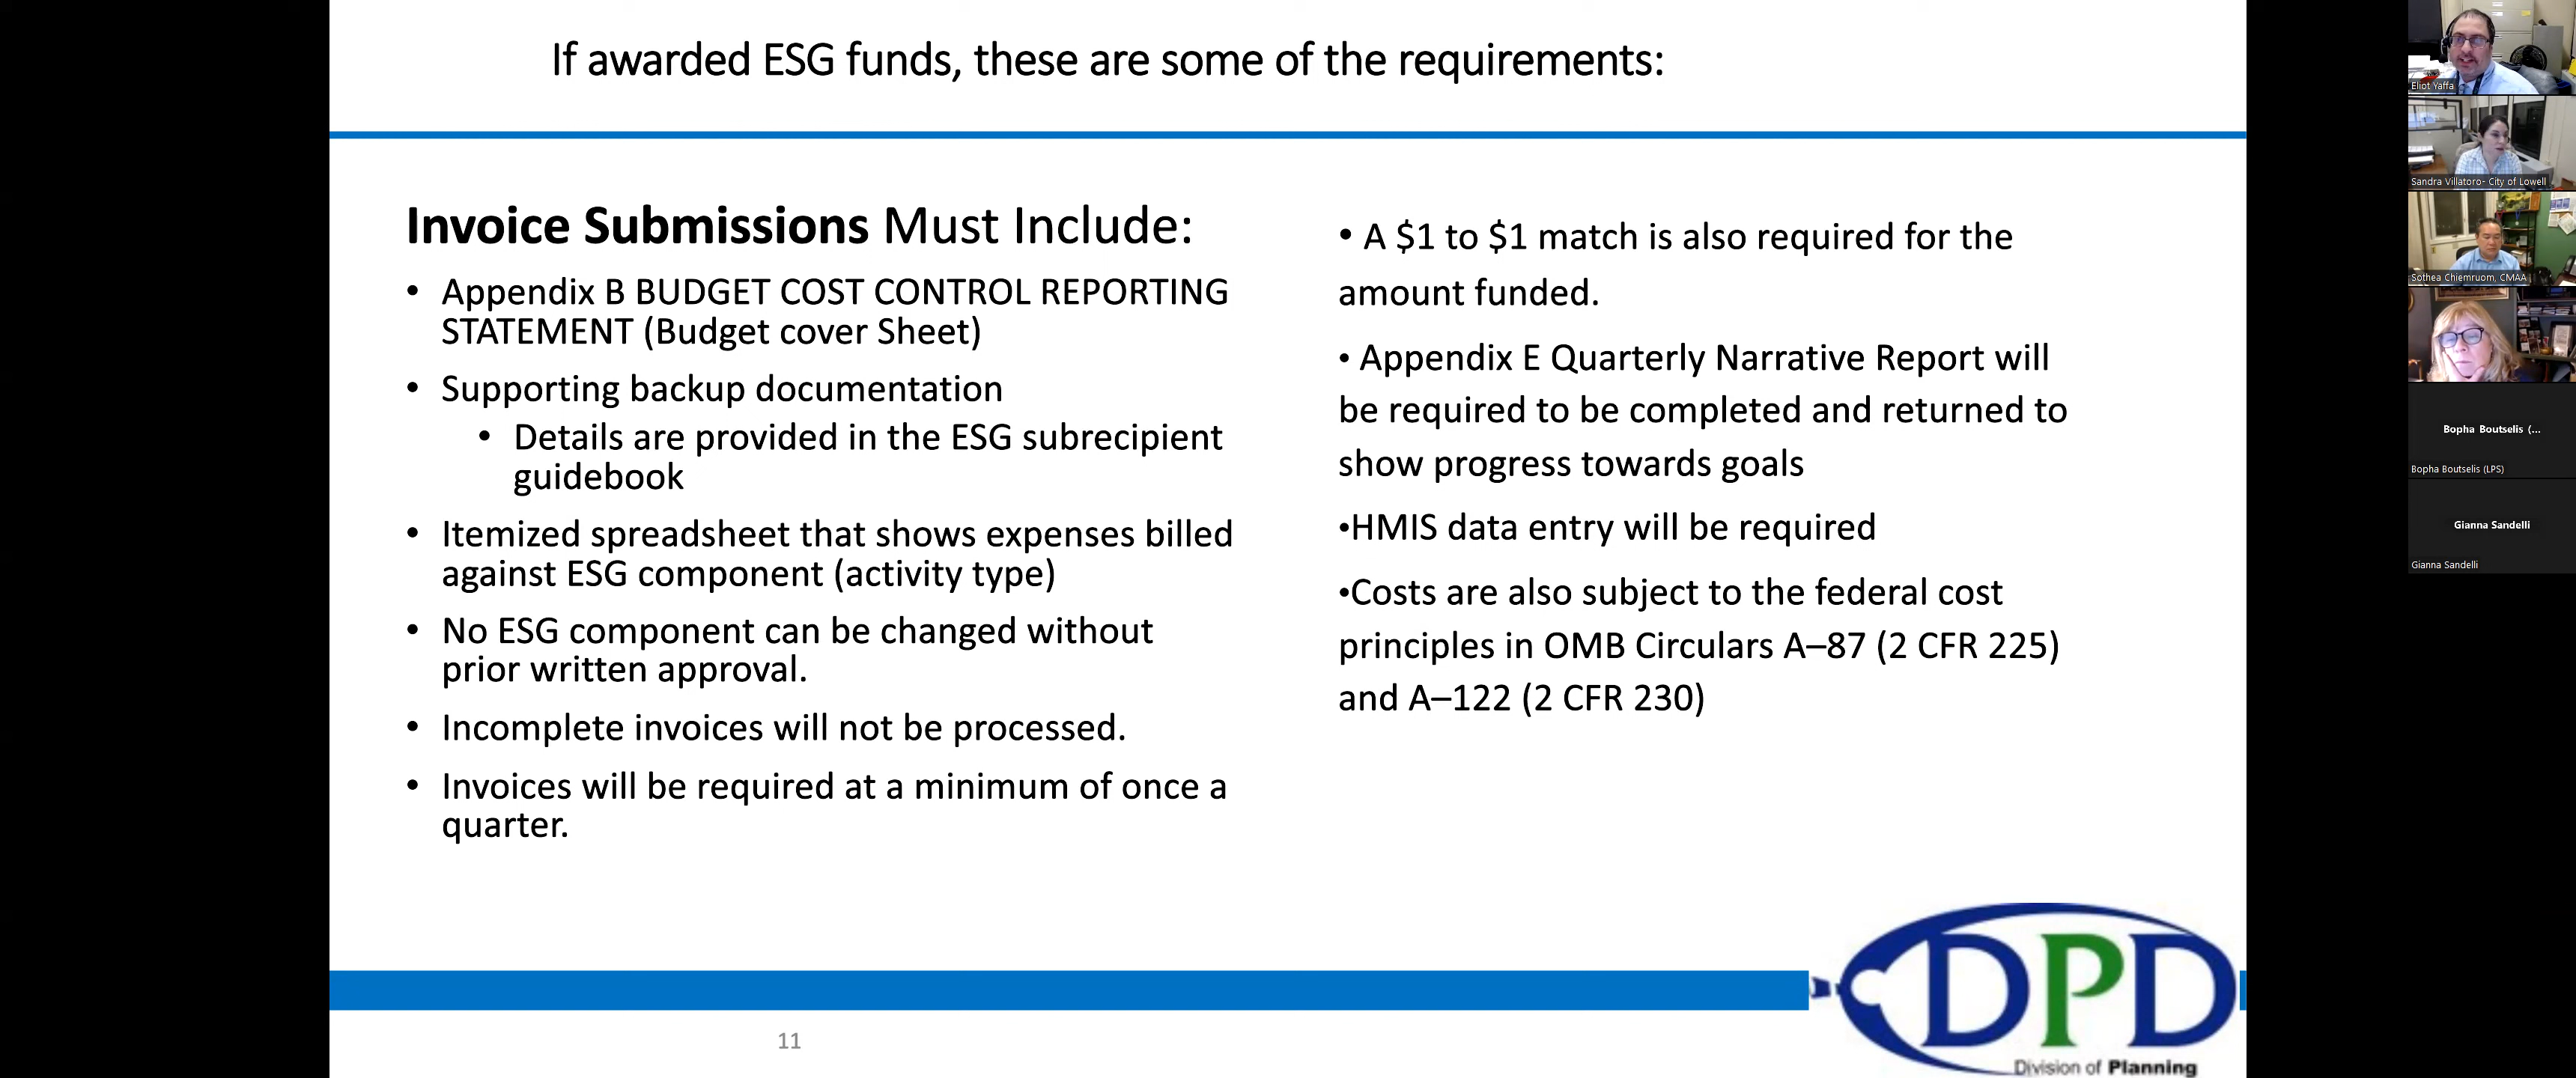 If awarded ESG funds, these are some of the requirements:
Invoice Submissions Must Include:
• Appendix B BUDGET COST CONTROL REPORTING
STATEMENT (Budget cover Sheet)
• Supporting backup documentation
• Details are provided in the ESG subrecipient
guidebook
• Itemized spreadsheet that shows expenses billed
against ESG component (activity type)
• No ESG component can be changed without
prior written approval.
• Incomplete invoices will not be processed.
• Invoices will be required at a minimum of once a
quarter.
• A $1 to $1 match is also required for the
amount funded.
• Appendix E Quarterly Narrative Report will
be required to be completed and returned to
show progress towards goals
•HMIS data entry will be required
•Costs are also subject to the federal cost
principles in OMB Circulars A–87 (2 CFR 225)
and A–122 (2 CFR 230)
11
DPD
Division of Planning
Eliot Yaffa
Sandra Villatoro- City of Lowell
Sothea Chiemruom, CMAA
Bopha Boutselis (...
Bopha Boutselis (LPS)
Gianna Sandelli
Gianna Sandelli